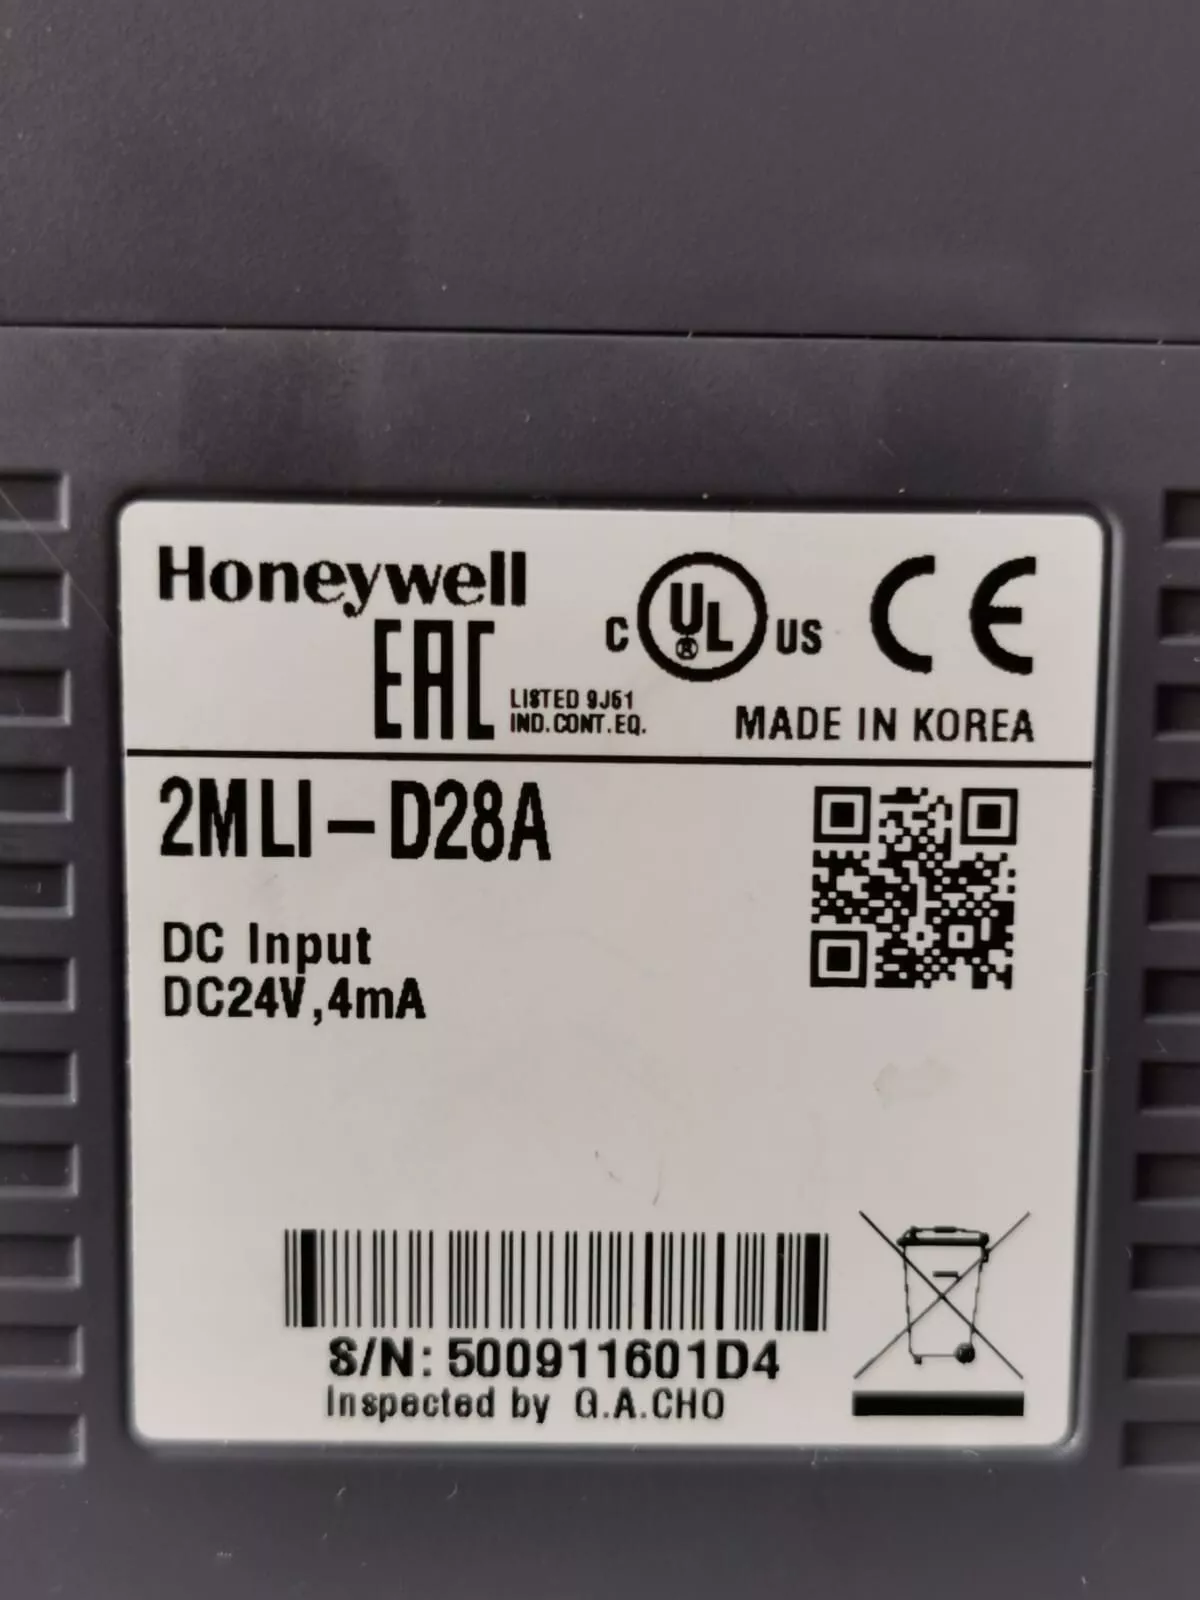 Honeywell
EAC
C UL® US
CE
LISTED 9J61
IND.CONT.EQ.
MADE IN KOREA
2MLI-D28A
DC Input
DC24V,4mA
S/N: 500911601D4
Inspected by G.A.CHO